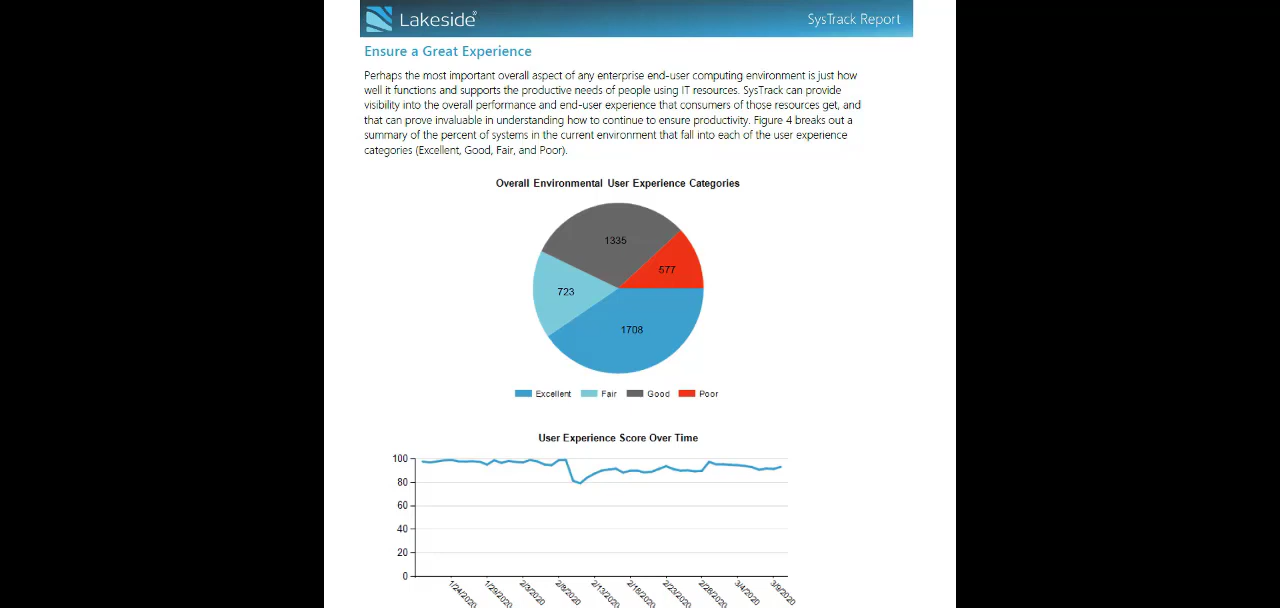 Lakeside®
SysTrack Report
Ensure a Great Experience
Perhaps the most important overall aspect of any enterprise end-user computing environment is just how
well it functions and supports the productive needs of people using IT resources. SysTrack can provide
visibility into the overall performance and end-user experience that consumers of those resources get, and
that can prove invaluable in understanding how to continue to ensure productivity. Figure 4 breaks out a
summary of the percent of systems in the current environment that fall into each of the user experience
categories (Excellent, Good, Fair, and Poor).
Overall Environmental User Experience Categories
1335
577
723
1708
Excellent Fair Good Poor
User Experience Score Over Time
100
80
60
40
20
0
1/24/2020 1/29/2020 2/3/2020 2/8/2020 2/13/2020 2/18/2020 2/23/2020 2/28/2020 3/4/2020 3/9/2020